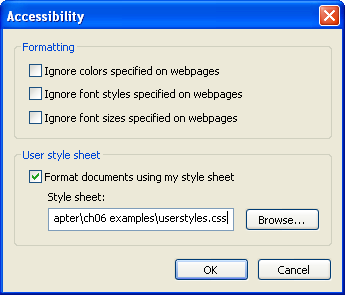 Accessibility
Formatting
Ignore colors specified on webpages
Ignore font styles specified on webpages
Ignore font sizes specified on webpages
User style sheet
Format documents using my style sheet
Style sheet:
apter\ch06 examples\userstyles.css
Browse...
OK
Cancel